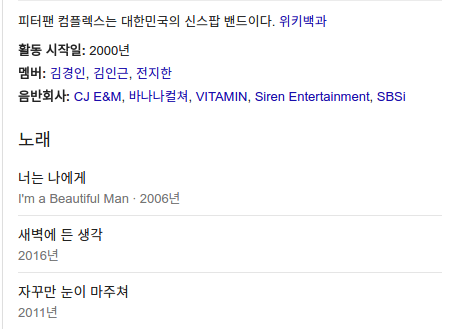 피터팬 컴플렉스는 대한민국의 신스팝 밴드이다. 위키백과
활동 시작일: 2000년
멤버: 김경인, 김인근, 전지한
음반회사: CJ E&M, 바나나컬쳐, VITAMIN, Siren Entertainment, SBSi
노래
너는 나에게
I'm a Beautiful Man · 2006년
새벽에 든 생각
2016년
자꾸만 눈이 마주쳐
2011년